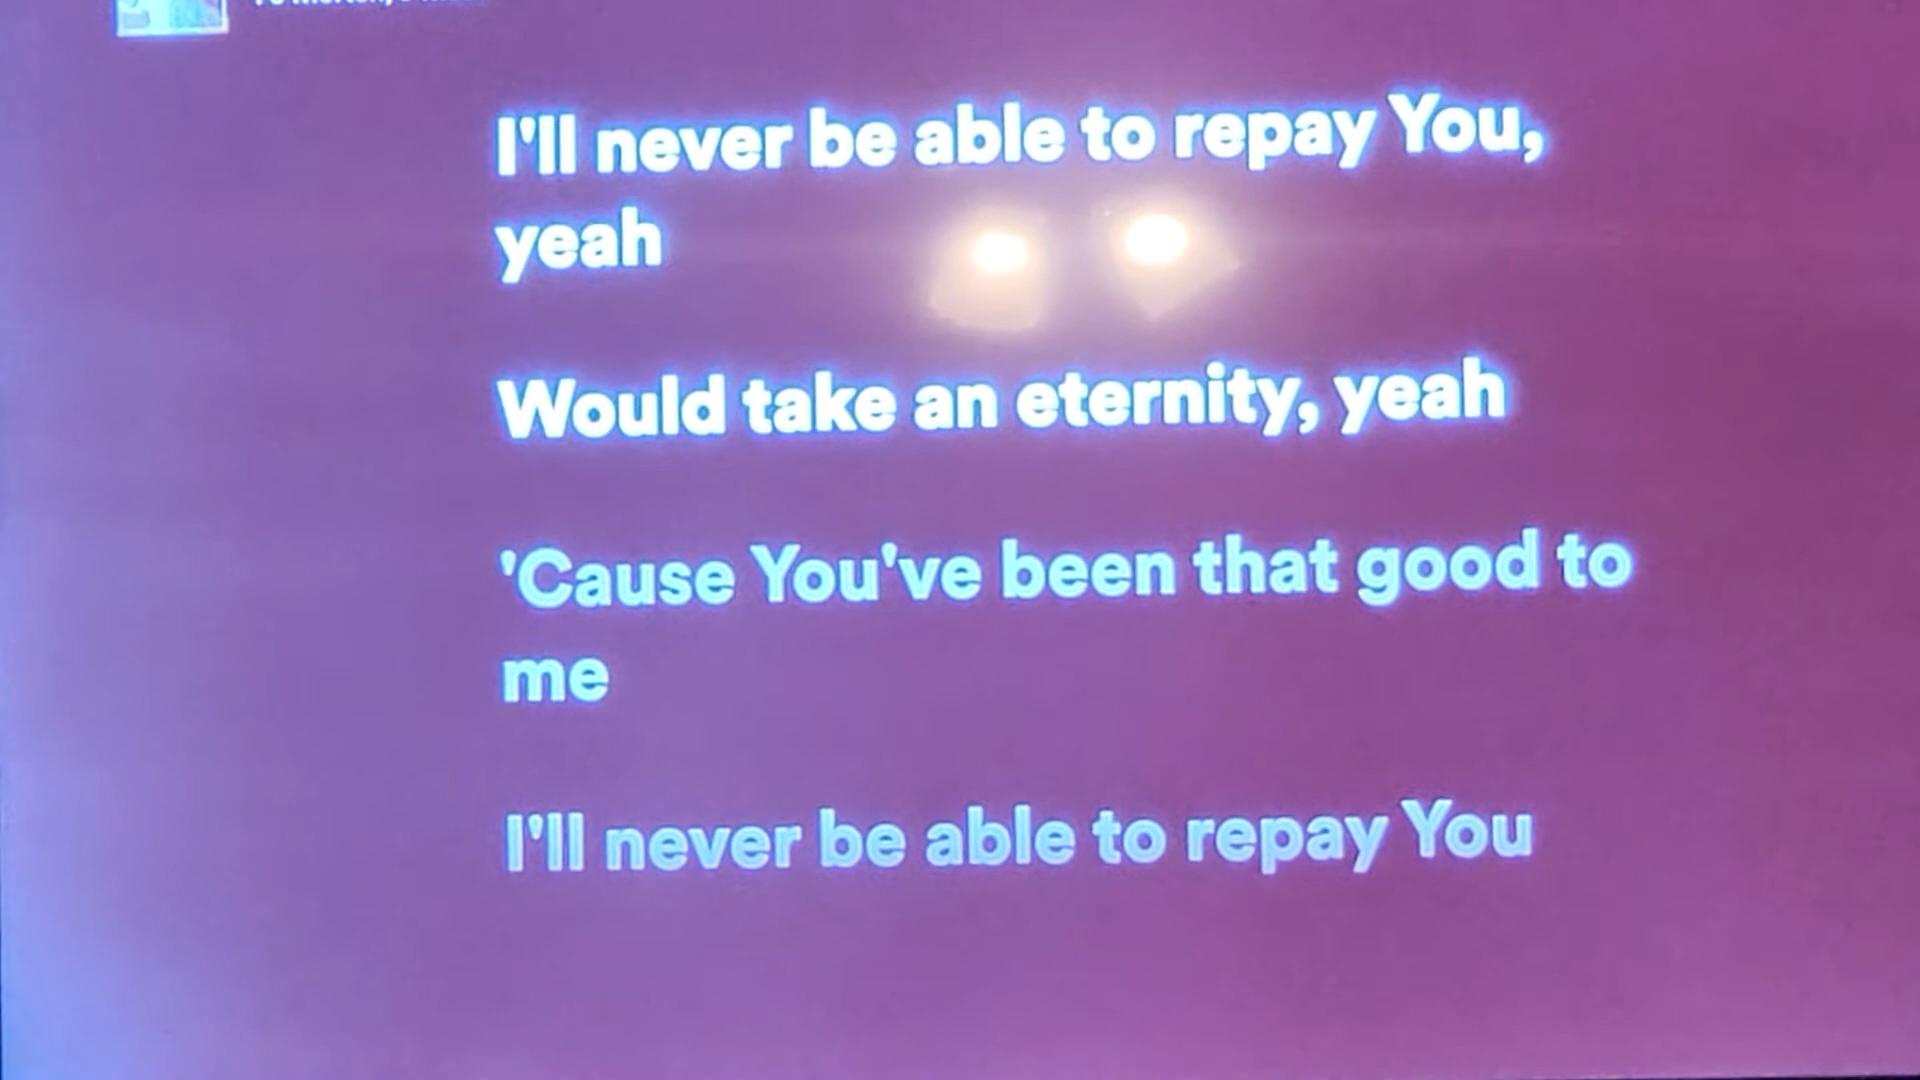 I'll never be able to repay You,
yeah
Would take an eternity, yeah
'Cause You've been that good to
me
I'll never be able to repay You